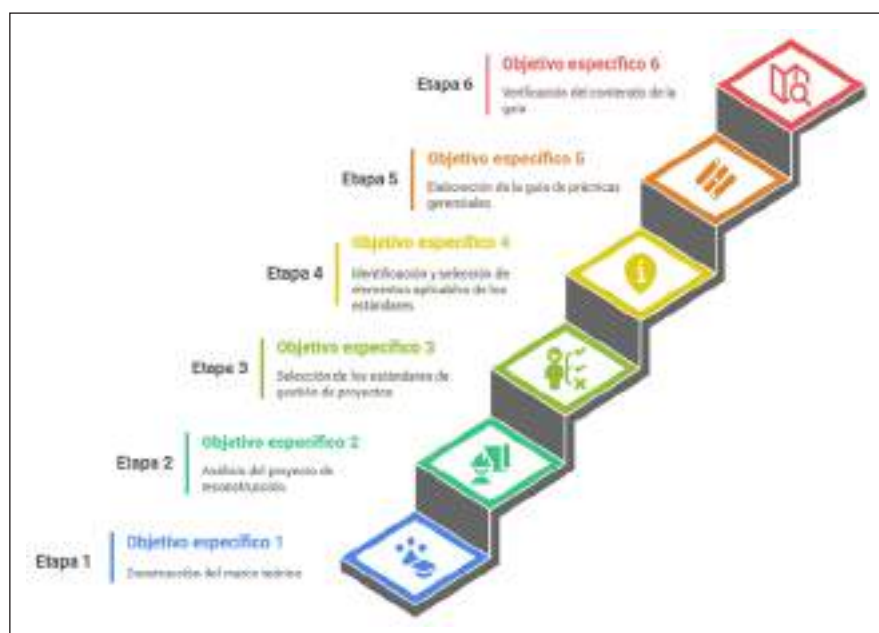 Objetivo específico 6
Etapa 6
Verificación del contenido de la
guía
Objetivo específico 5
Etapa 5
Elaboración de la guía de prácticas
gerenciales
Objetivo específico 4
Etapa 4
Identificación y selección de
elementos aplicables de los
estándares
Objetivo específico 3
Etapa 3
Selección de los estándares de
gestión de proyectos
Objetivo específico 2
Etapa 2
Análisis del proyecto de
reconstrucción
Objetivo específico 1
Etapa 1
del marco teórico